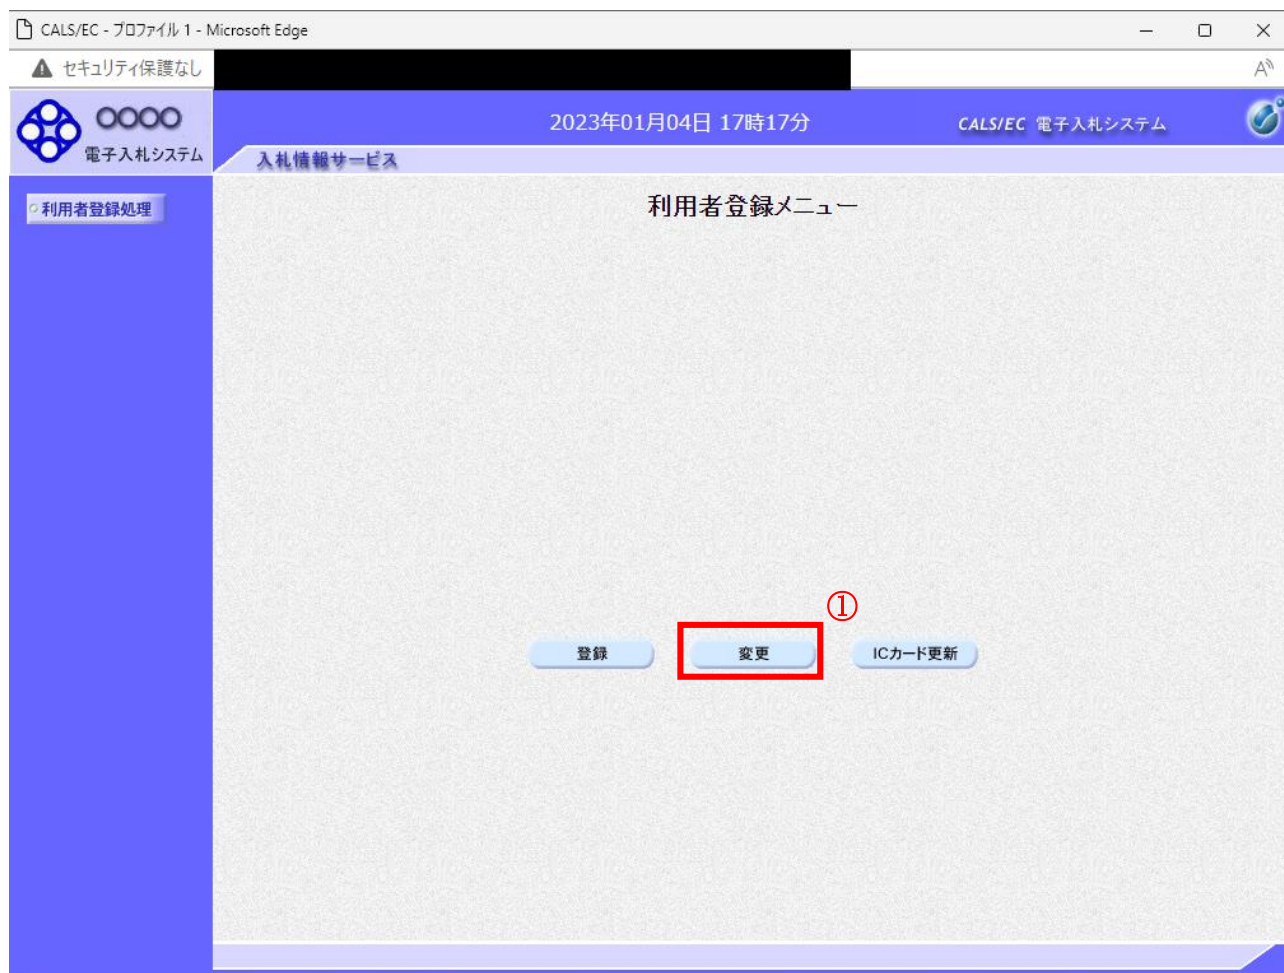 CALS/EC - プロファイル 1 - Microsoft Edge
セキュリティ保護なし
〇〇〇〇
電子入札システム
2023年01月04日 17時17分
CALS/EC 電子入札システム
入札情報サービス
利用者登録処理
利用者登録メニュー
①
登録 変更 ICカード更新